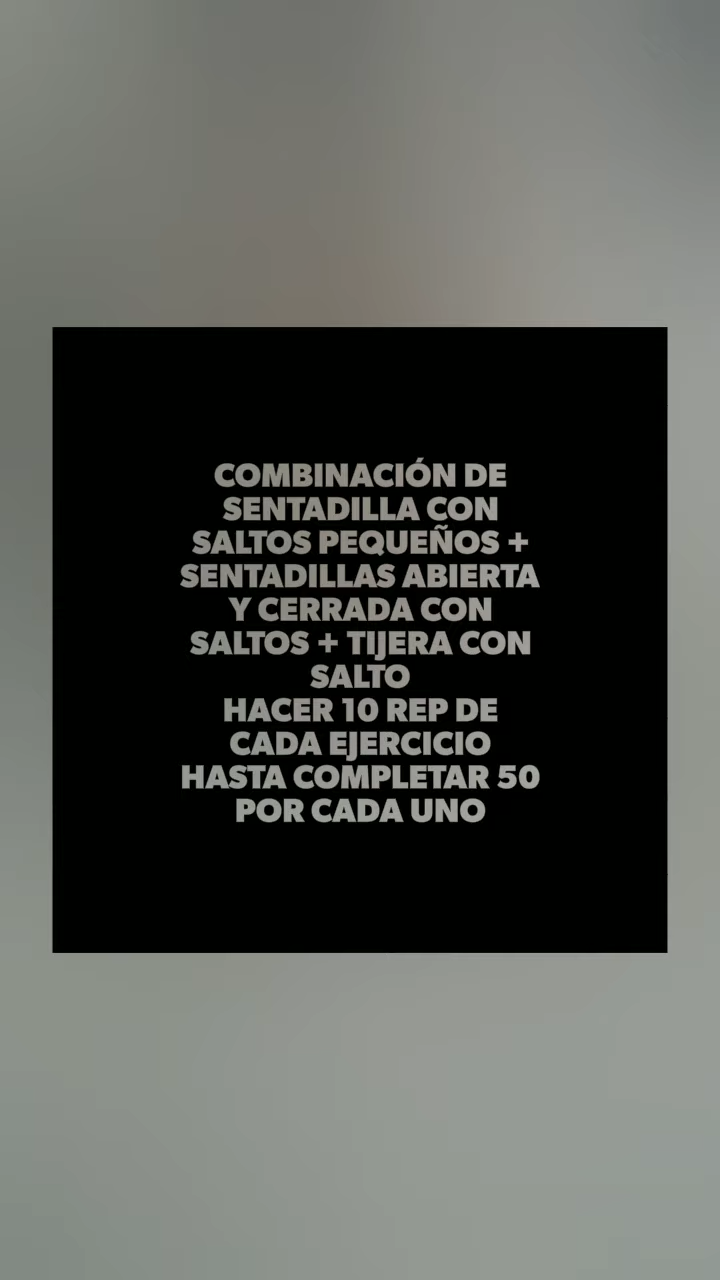 COMBINACIÓN DE
SENTADILLA CON
SALTOS PEQUEÑOS +
SENTADILLAS ABIERTA
Y CERRADA CON
SALTOS + TIJERA CON
SALTO
HACER 10 REP DE
CADA EJERCICIO
HASTA COMPLETAR 50
POR CADA UNO